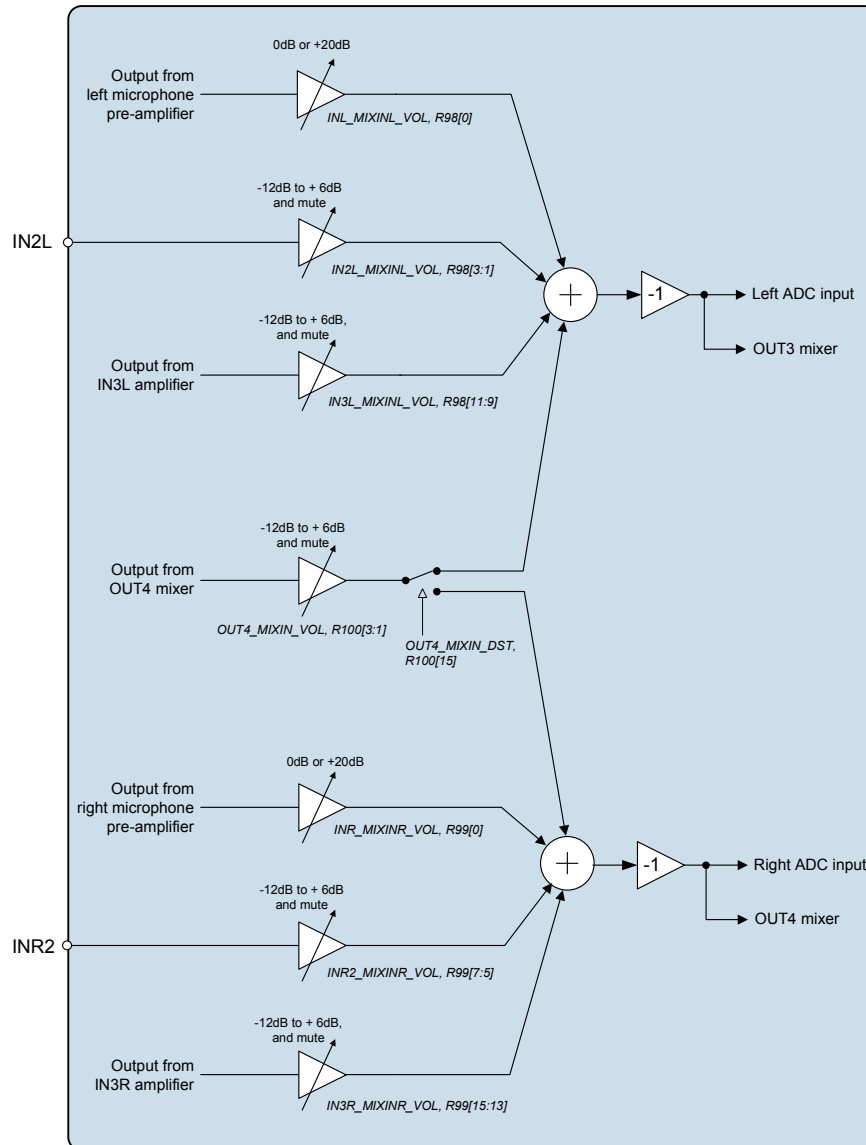 0dB or +20dB
Output from
left microphone
pre-amplifier
INL_MIXINL_VOL, R98[0]
-12dB to + 6dB
and mute
IN2L
IN2L_MIXINL_VOL, R98[3:1]
+
-1
Left ADC input
OUT3 mixer
-12dB to + 6dB,
and mute
Output from
IN3L amplifier
IN3L_MIXINL_VOL, R98[11:9]
-12dB to + 6dB
and mute
Output from
OUT4 mixer
OUT4_MIXIN_VOL, R100[3:1]
OUT4_MIXIN_DST,
R100[15]
0dB or +20dB
Output from
right microphone
pre-amplifier
INR_MIXINR_VOL, R99[0]
+
-1
Right ADC input
OUT4 mixer
-12dB to + 6dB
and mute
INR2
INR2_MIXINR_VOL, R99[7:5]
-12dB to + 6dB,
and mute
Output from
IN3R amplifier
IN3R_MIXINR_VOL, R99[15:13]